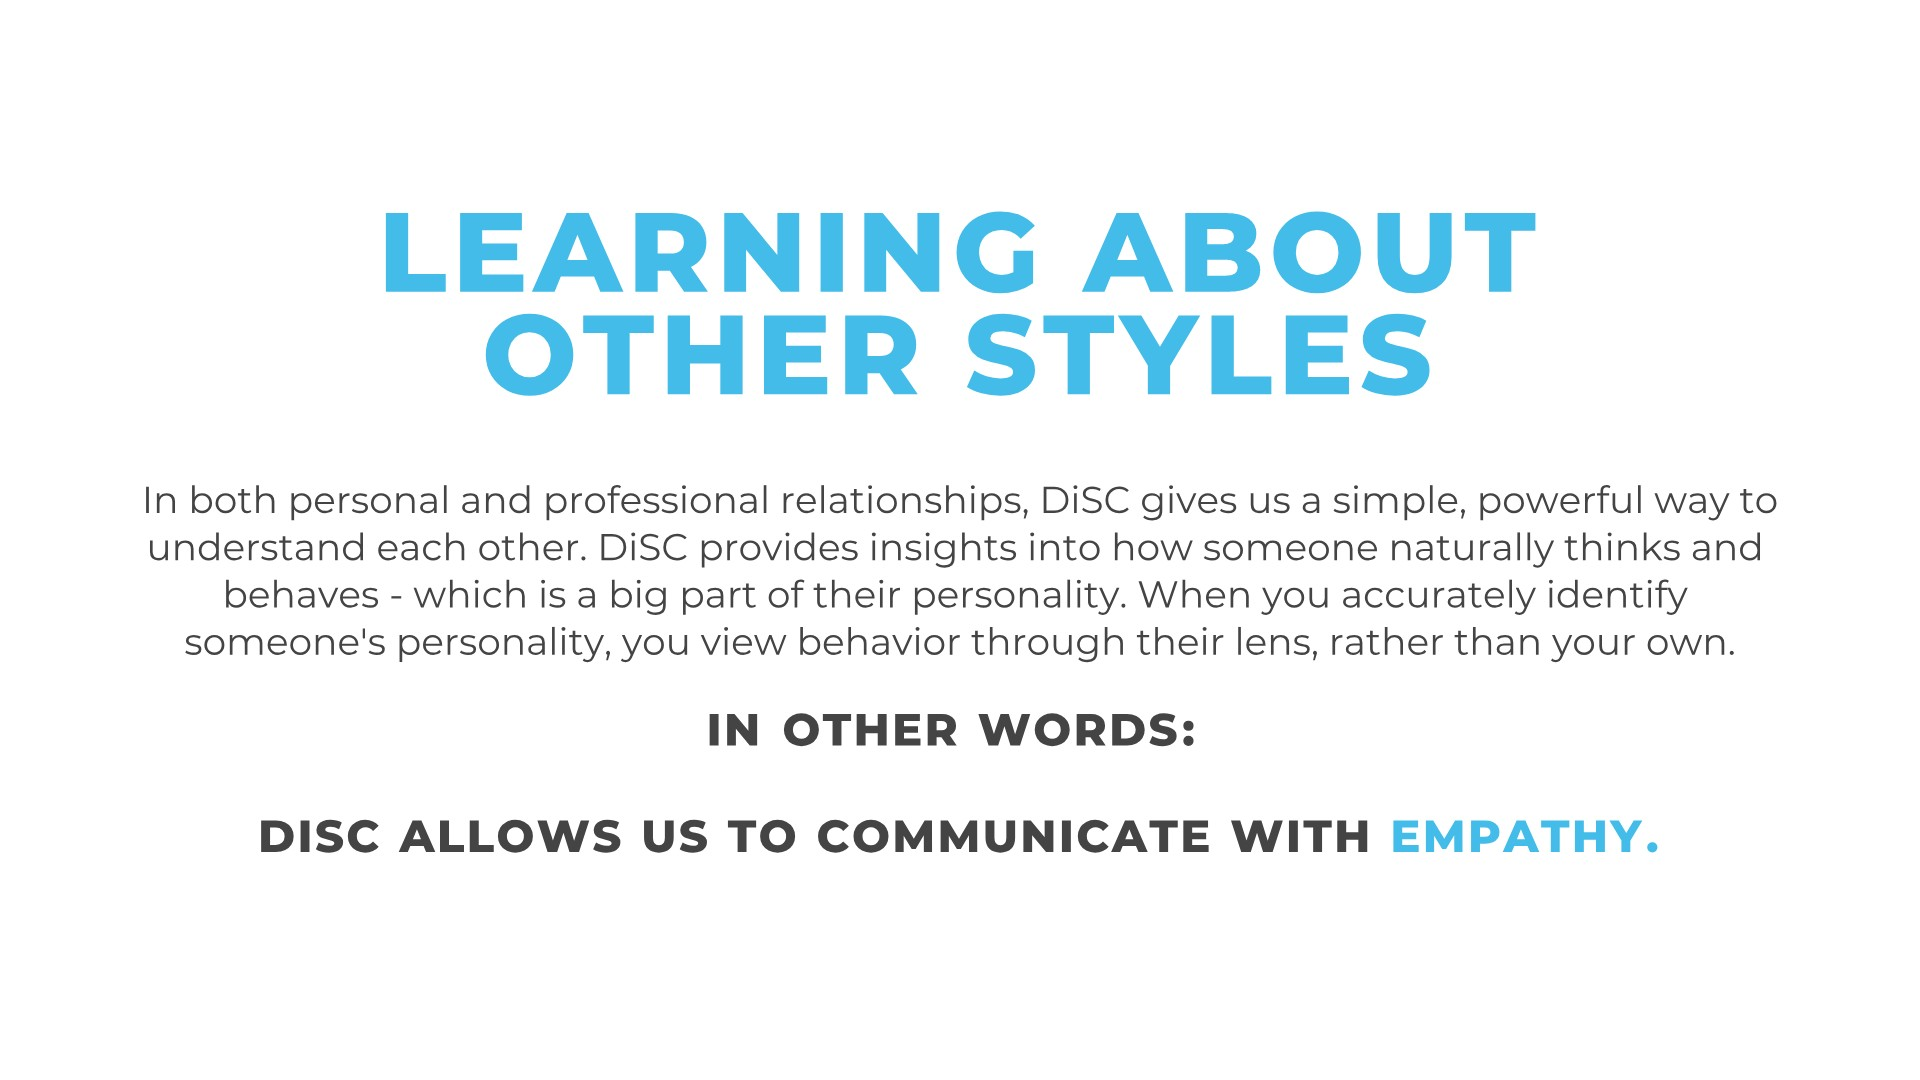 LEARNING ABOUT
OTHER STYLES
In both personal and professional relationships, DiSC gives us a simple, powerful way to
understand each other. DiSC provides insights into how someone naturally thinks and
behaves - which is a big part of their personality. When you accurately identify
someone's personality, you view behavior through their lens, rather than your own.
IN OTHER WORDS:
DISC ALLOWS US TO COMMUNICATE WITH EMPATHY.